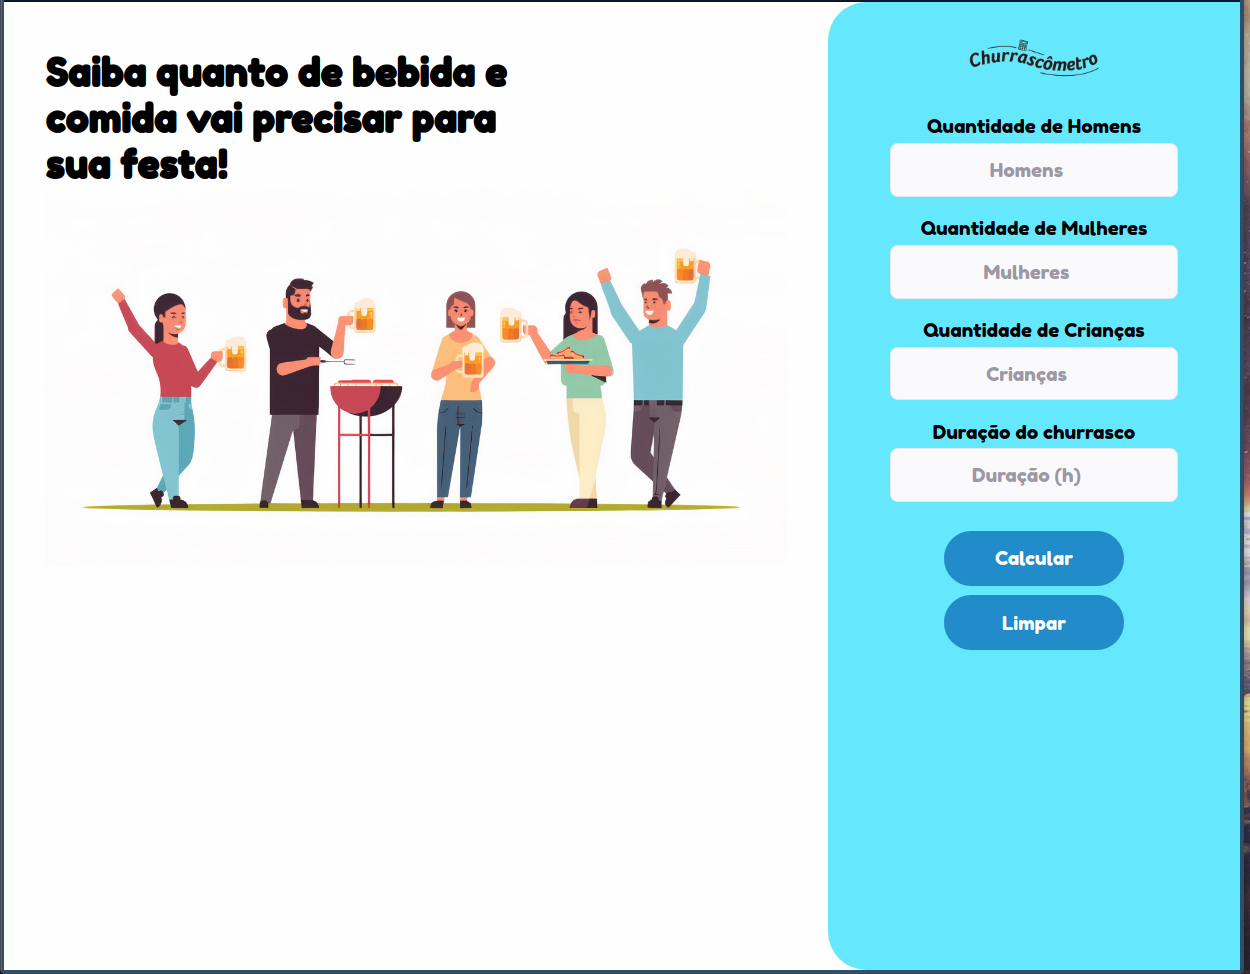 Saiba quanto de bebida e
comida vai precisar para
sua festa!
Churrascômetro
Quantidade de Homens
Homens
Quantidade de Mulheres
Mulheres
Quantidade de Crianças
Crianças
Duração do churrasco
Duração (h)
Calcular
Limpar